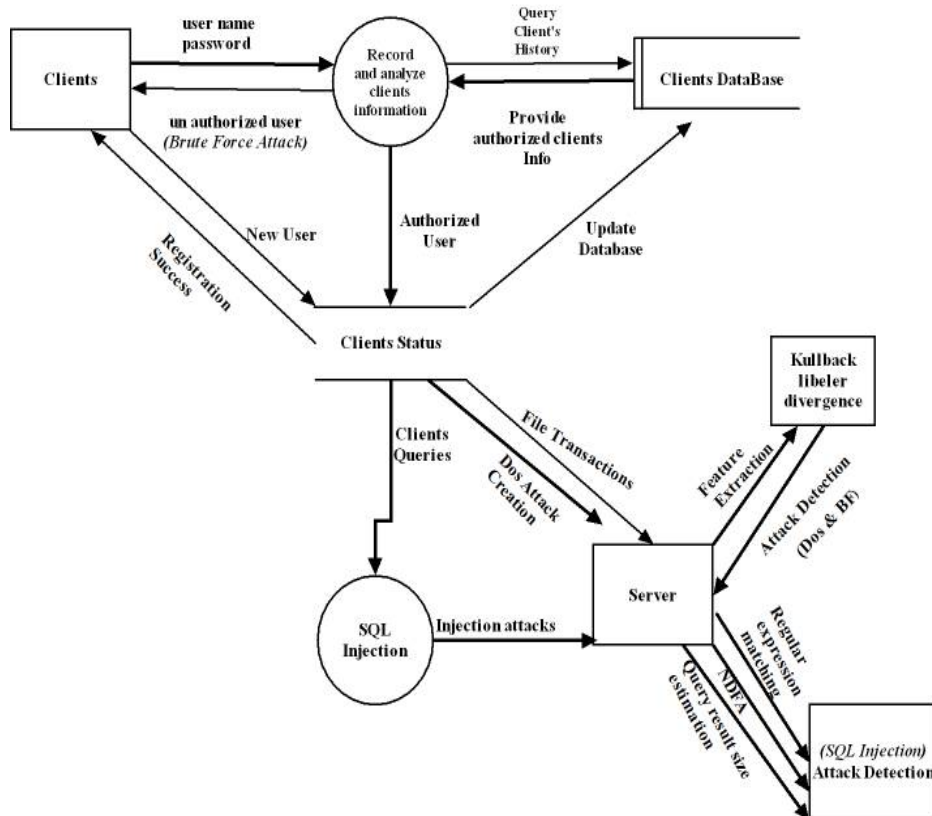 user name
password
Query
Client's
History
Clients
Record
and analyze
clients
information
Clients DataBase
un authorized user
(Brute Force Attack)
Provide
authorized clients
Info
New User
Authorized
User
Update
Database
Registration
Success
Clients Status
Kullback
libeler
divergence
Clients
Queries
File Transactions
Dos Attack
Creation
Feature
Extraction
Attack Detection
(Dos & BF)
Server
SQL
Injection
Injection attacks
Regular
expression
matching
NDFA
Query result size
estimation
(SQL Injection)
Attack Detection